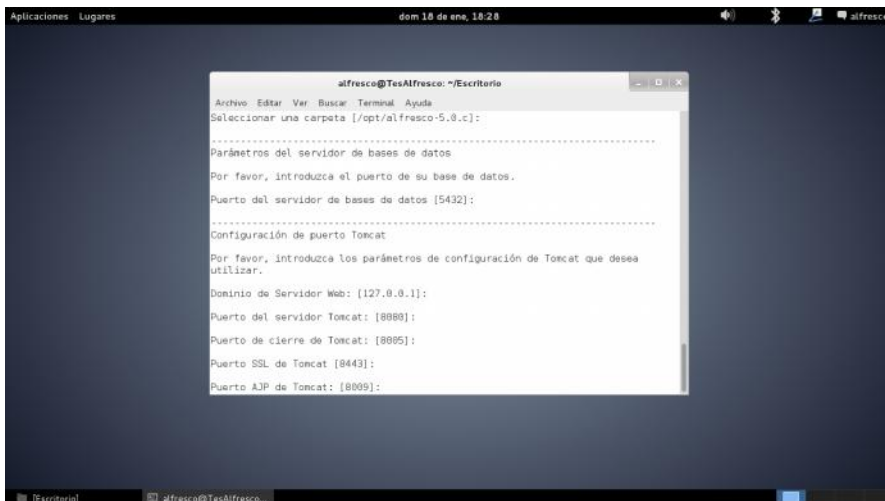 Aplicaciones Lugares
dom 18 de ene, 18:28
alfresco
alfresco@TesAlfresco: ~/Escritorio
Archivo Editar Ver Buscar Terminal Ayuda
Seleccionar una carpeta [/opt/alfresco-5.0.c]:
----------------------------------------------------------------------------
Parámetros del servidor de bases de datos
Por favor, introduzca el puerto de su base de datos.
Puerto del servidor de bases de datos [5432]:
----------------------------------------------------------------------------
Configuración de puerto Tomcat
Por favor, introduzca los parámetros de configuración de Tomcat que desea
utilizar.
Dominio de Servidor Web: [127.0.0.1]:
Puerto del servidor Tomcat: [8080]:
Puerto de cierre de Tomcat: [8005]:
Puerto SSL de Tomcat [8443]:
Puerto AJP de Tomcat: [8009]:
[Escritorio]
alfresco@TesAlfresco...